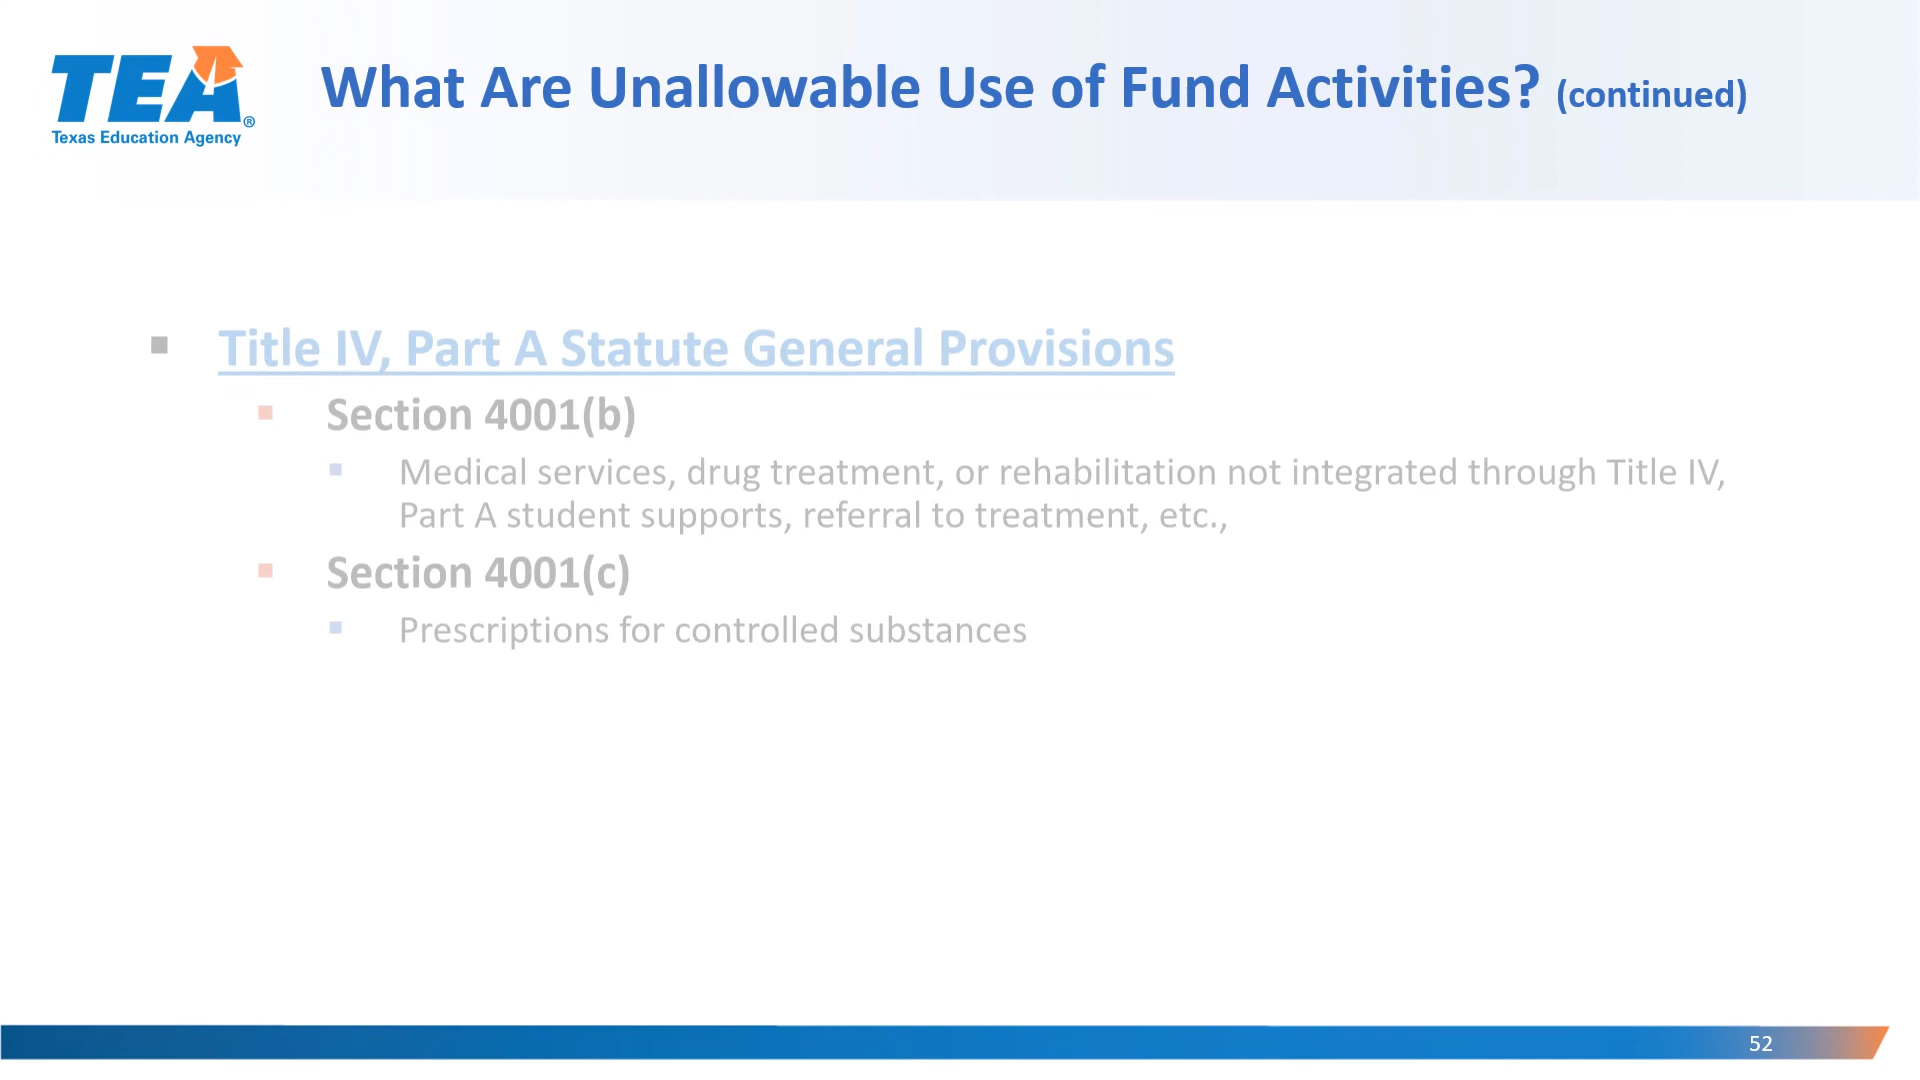 TEA®
Texas Education Agency
What Are Unallowable Use of Fund Activities? (continued)
Title IV, Part A Statute General Provisions
Section 4001(b)
Medical services, drug treatment, or rehabilitation not integrated through Title IV,
Part A student supports, referral to treatment, etc.,
Section 4001(c)
Prescriptions for controlled substances
52